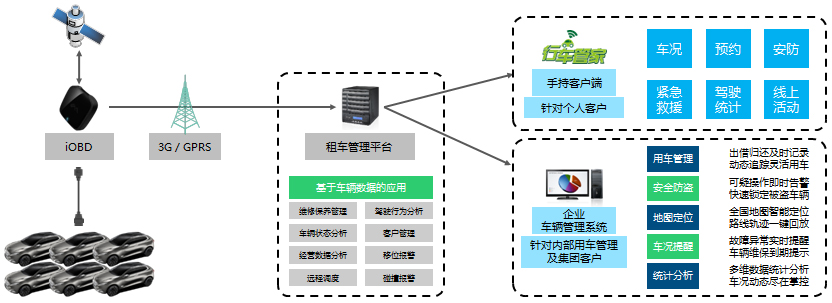 iOBD
3G / GPRS
租车管理平台
基于车辆数据的应用
维修保养管理
驾驶行为分析
车辆状态分析
客户管理
经营数据分析
移位报警
远程调度
碰撞报警
行车管家
手持客户端
针对个人客户
车况
预约
安防
紧急
救援
驾驶
统计
线上
活动
企业
车辆管理系统
针对内部用车管理
及集团客户
用车管理
出借归还及时记录
动态追踪灵活用车
安全防盗
可疑操作即时告警
快速锁定被盗车辆
地图定位
全国地图智能定位
路线轨迹一键回放
车况提醒
故障异常实时提醒
车辆维保到期提示
统计分析
多维数据统计分析
车况动态尽在掌控